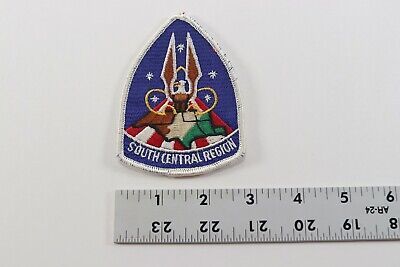 SOUTH CENTRAL REGION
1 2 3 4 5 6
AR-24
23 22 21 20 19 18